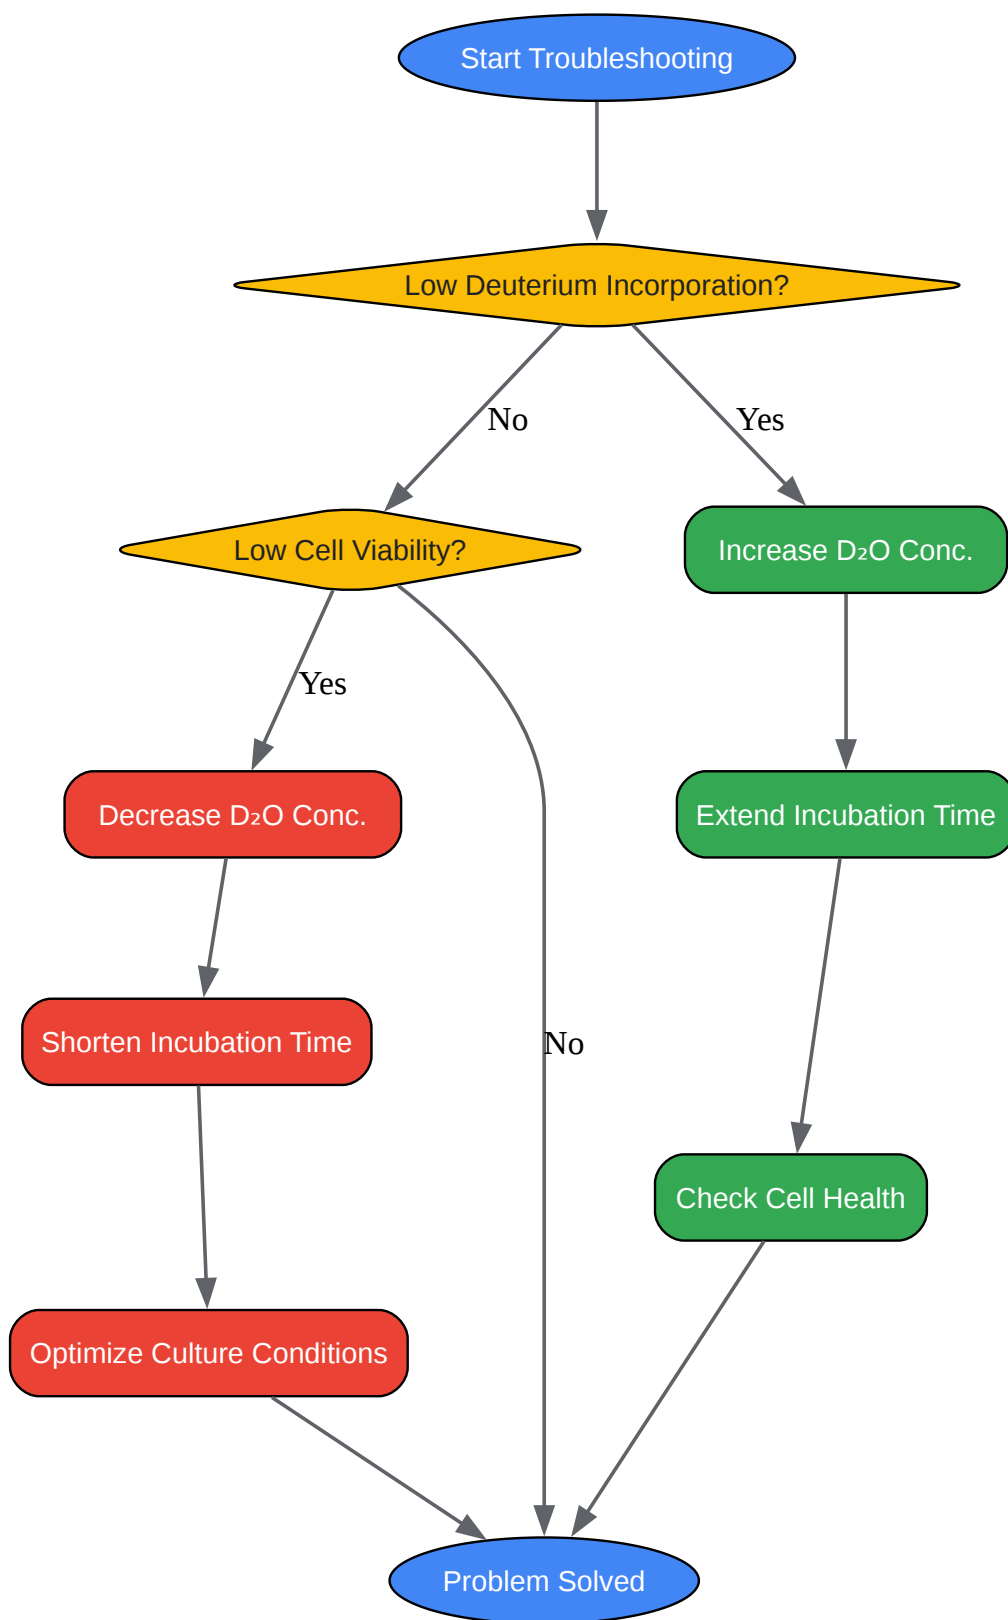 Start Troubleshooting
Low Deuterium Incorporation?
No
Yes
Low Cell Viability?
Increase D₂O Conc.
Yes
Decrease D₂O Conc.
Extend Incubation Time
Shorten Incubation Time
No
Check Cell Health
Optimize Culture Conditions
Problem Solved